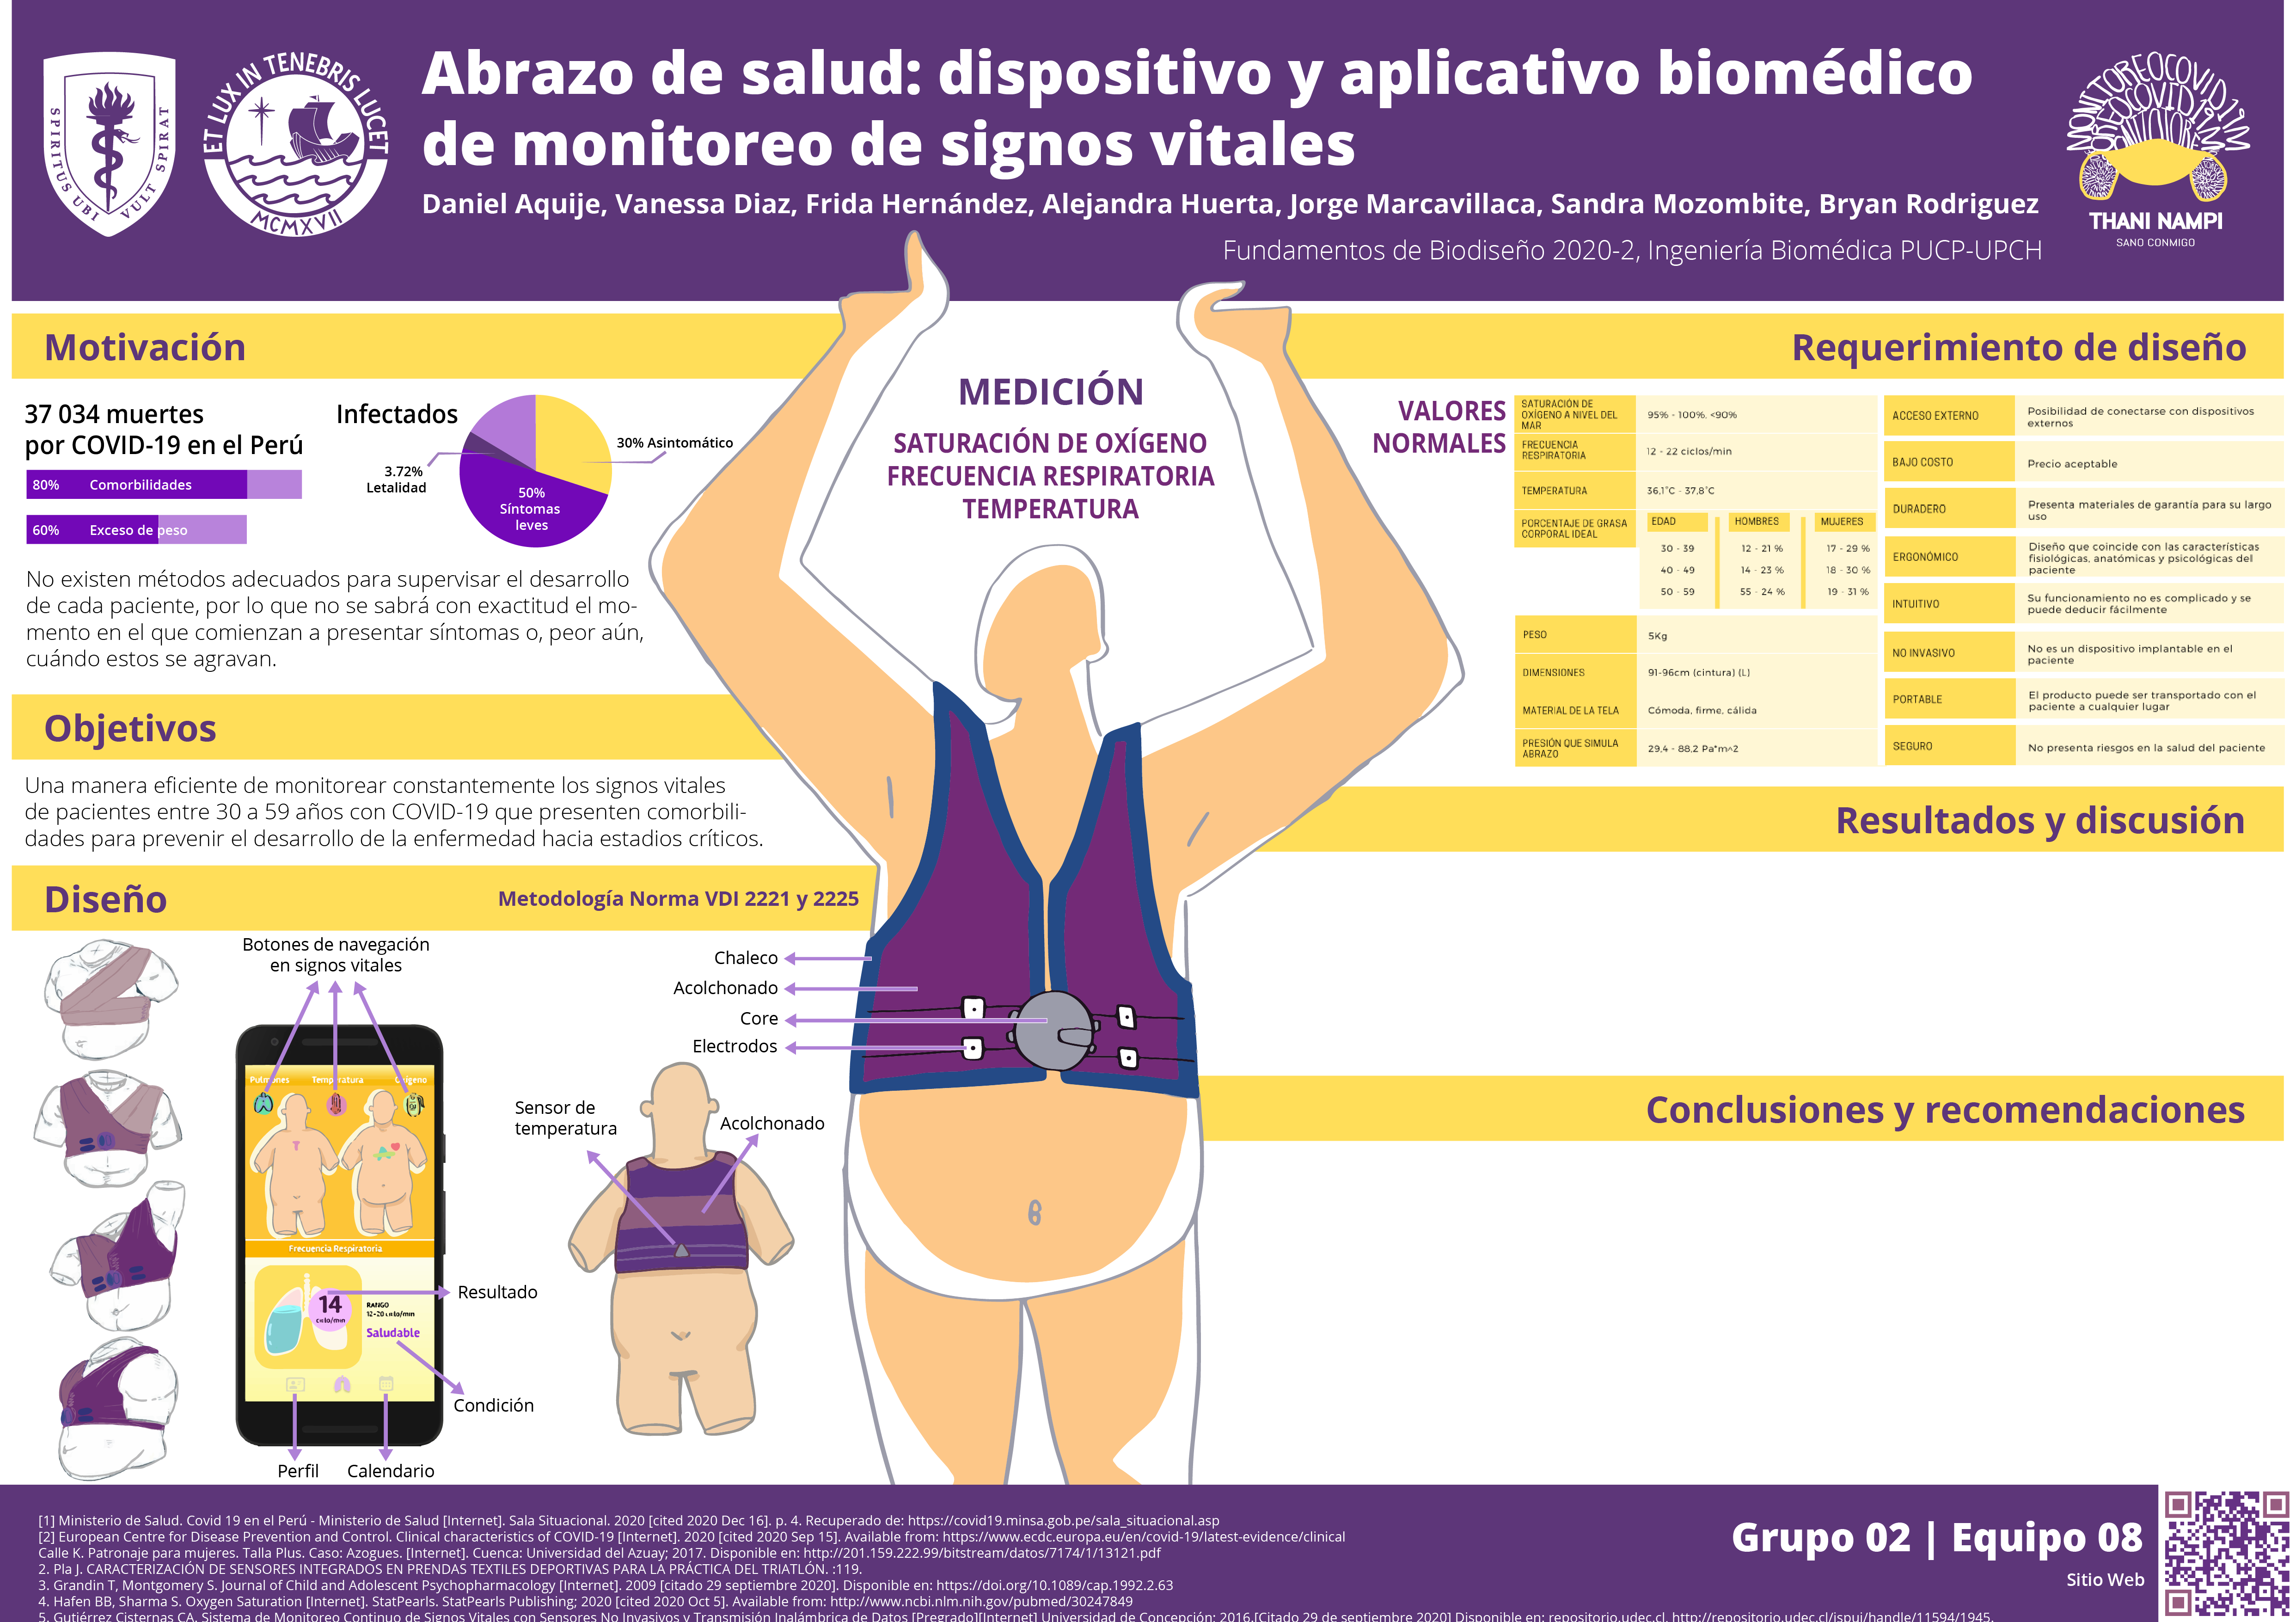 SPIRITUS UBI VULT SPIRAT
ET LUX IN TENEBRIS LUCET
MCMXVII
Abrazo de salud: dispositivo y aplicativo biomédico
de monitoreo de signos vitales
Daniel Aquije, Vanessa Diaz, Frida Hernández, Alejandra Huerta, Jorge Marcavillaca, Sandra Mozombite, Bryan Rodriguez
Fundamentos de Biodiseño 2020-2, Ingeniería Biomédica PUCP-UPCH
THANI NAMPI
SANO CONMIGO
Motivación
37 034 muertes
por COVID-19 en el Perú
80% Comorbilidades
60% Exceso de peso
Infectados
30% Asintomático
3.72%
Letalidad
50%
Síntomas
leves
No existen métodos adecuados para supervisar el desarrollo
de cada paciente, por lo que no se sabrá con exactitud el mo-
mento en el que comienzan a presentar síntomas o, peor aún,
cuándo estos se agravan.
Objetivos
Una manera eficiente de monitorear constantemente los signos vitales
de pacientes entre 30 a 59 años con COVID-19 que presenten comorbili-
dades para prevenir el desarrollo de la enfermedad hacia estadios críticos.
Diseño
Metodología Norma VDI 2221 y 2225
Botones de navegación
en signos vitales
Pulmones Temperatura Oxígeno
Frecuencia Respiratoria
14
ciclo/min
RANGO
12-20 ciclo/min
Saludable
Resultado
Condición
Perfil
Calendario
Chaleco
Acolchonado
Core
Electrodos
Sensor de
temperatura
Acolchonado
MEDICIÓN
SATURACIÓN DE OXÍGENO
FRECUENCIA RESPIRATORIA
TEMPERATURA
Requerimiento de diseño
VALORES
NORMALES
SATURACIÓN DE
OXÍGENO A NIVEL DEL
MAR
95% - 100%. <90%
FRECUENCIA
RESPIRATORIA
12 - 22 ciclos/min
TEMPERATURA
36,1°C - 37,8°C
PORCENTAJE DE GRASA
CORPORAL IDEAL
EDAD HOMBRES MUJERES
30 - 39 12 - 21 % 17 - 29 %
40 - 49 14 - 23 % 18 - 30 %
50 - 59 55 - 24 % 19 - 31 %
PESO
5Kg
DIMENSIONES
91-96cm (cintura) (L)
MATERIAL DE LA TELA
Cómoda, firme, cálida
PRESIÓN QUE SIMULA
ABRAZO
29,4 - 88,2 Pa*m^2
ACCESO EXTERNO
Posibilidad de conectarse con dispositivos
externos
BAJO COSTO
Precio aceptable
DURADERO
Presenta materiales de garantía para su largo
uso
ERGONÓMICO
Diseño que coincide con las características
fisiológicas, anatómicas y psicológicas del
paciente
INTUITIVO
Su funcionamiento no es complicado y se
puede deducir fácilmente
NO INVASIVO
No es un dispositivo implantable en el
paciente
PORTABLE
El producto puede ser transportado con el
paciente a cualquier lugar
SEGURO
No presenta riesgos en la salud del paciente
Resultados y discusión
Conclusiones y recomendaciones
[1] Ministerio de Salud. Covid 19 en el Perú - Ministerio de Salud [Internet]. Sala Situacional. 2020 [cited 2020 Dec 16]. p. 4. Recuperado de: https://covid19.minsa.gob.pe/sala_situacional.asp
[2] European Centre for Disease Prevention and Control. Clinical characteristics of COVID-19 [Internet]. 2020 [cited 2020 Sep 15]. Available from: https://www.ecdc.europa.eu/en/covid-19/latest-evidence/clinical
Calle K. Patronaje para mujeres. Talla Plus. Caso: Azogues. [Internet]. Cuenca: Universidad del Azuay; 2017. Disponible en: http://201.159.222.99/bitstream/datos/7174/1/13121.pdf
2. Pla J. CARACTERIZACIÓN DE SENSORES INTEGRADOS EN PRENDAS TEXTILES DEPORTIVAS PARA LA PRÁCTICA DEL TRIATLÓN. :119.
3. Grandin T, Montgomery S. Journal of Child and Adolescent Psychopharmacology [Internet]. 2009 [citado 29 septiembre 2020]. Disponible en: https://doi.org/10.1089/cap.1992.2.63
4. Hafen BB, Sharma S. Oxygen Saturation [Internet]. StatPearls. StatPearls Publishing; 2020 [cited 2020 Oct 5]. Available from: http://www.ncbi.nlm.nih.gov/pubmed/30247849
5. Gutiérrez Cisternas CA. Sistema de Monitoreo Continuo de Signos Vitales con Sensores No Invasivos y Transmisión Inalámbrica de Datos [Pregrado][Internet] Universidad de Concepción; 2016.[Citado 29 de septiembre 2020] Disponible en: repositorio.udec.cl. http://repositorio.udec.cl/jspui/handle/11594/1945.
Grupo 02 | Equipo 08
Sitio Web